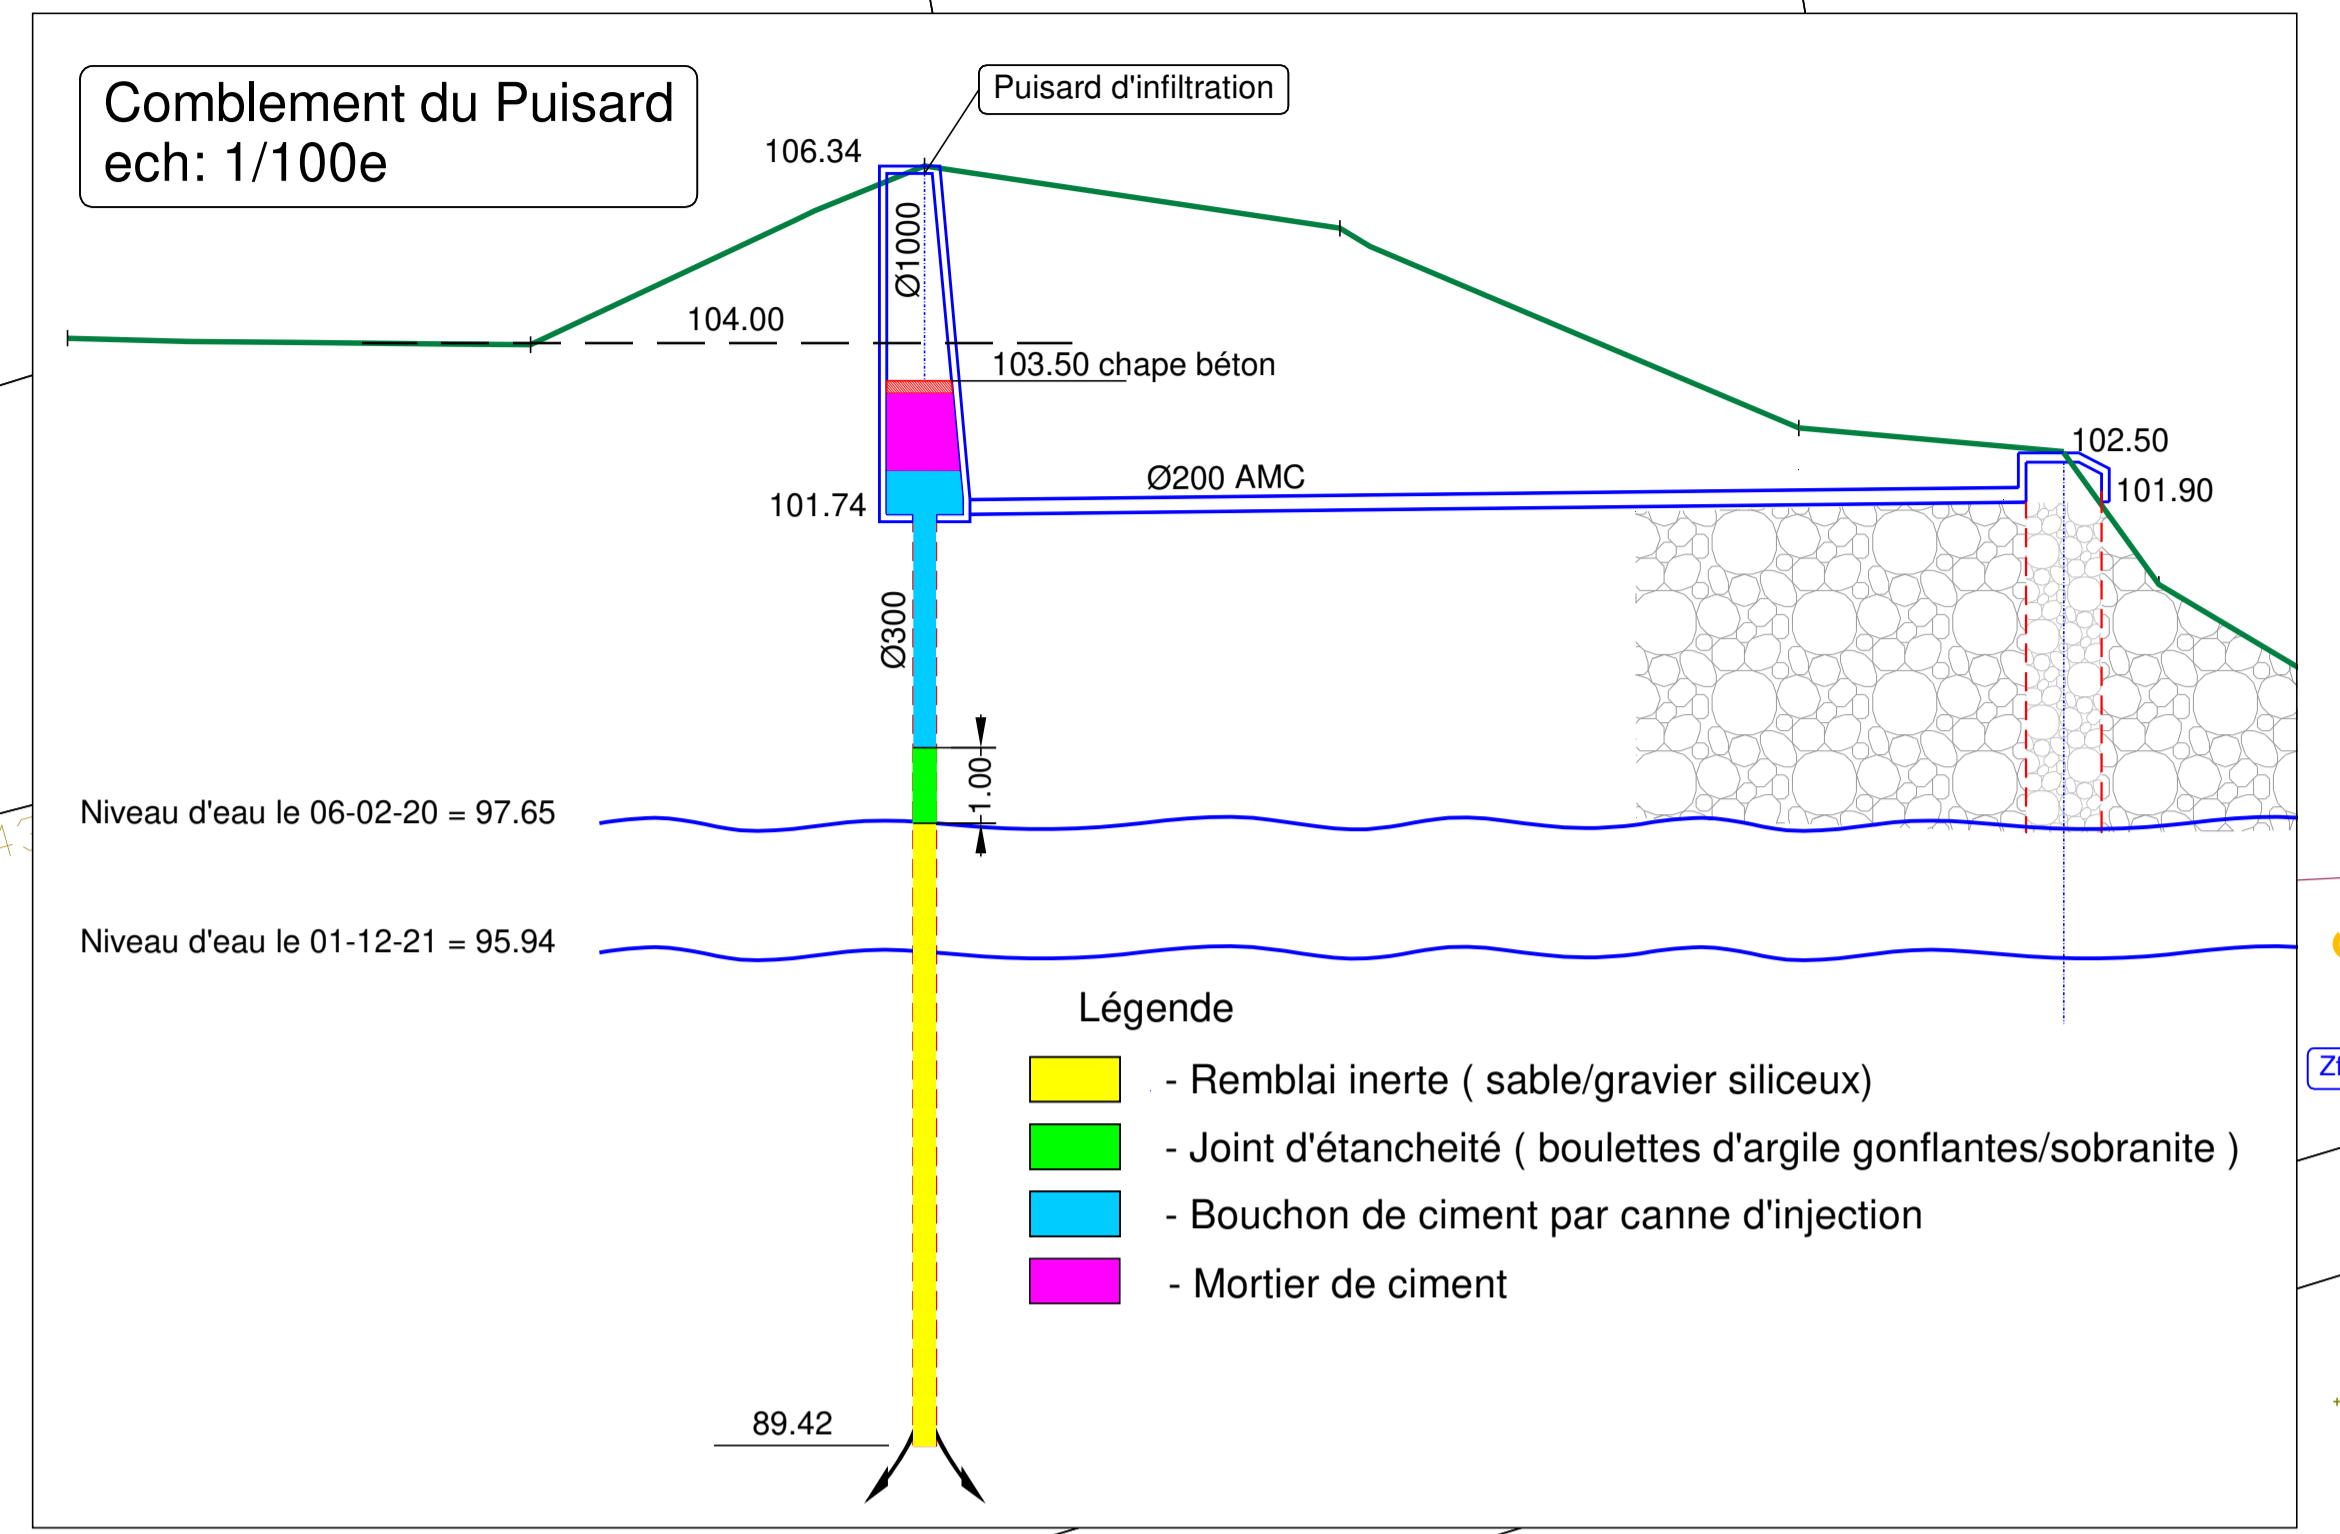 Comblement du Puisard
ech: 1/100e
Puisard d'infiltration
106.34
Ø1000
104.00
103.50 chape béton
102.50
Ø200 AMC
101.90
101.74
Ø300
1.00
Niveau d'eau le 06-02-20 = 97.65
Niveau d'eau le 01-12-21 = 95.94
Légende
- Remblai inerte ( sable/gravier siliceux)
- Joint d'étancheité ( boulettes d'argile gonflantes/sobranite )
- Bouchon de ciment par canne d'injection
- Mortier de ciment
89.42